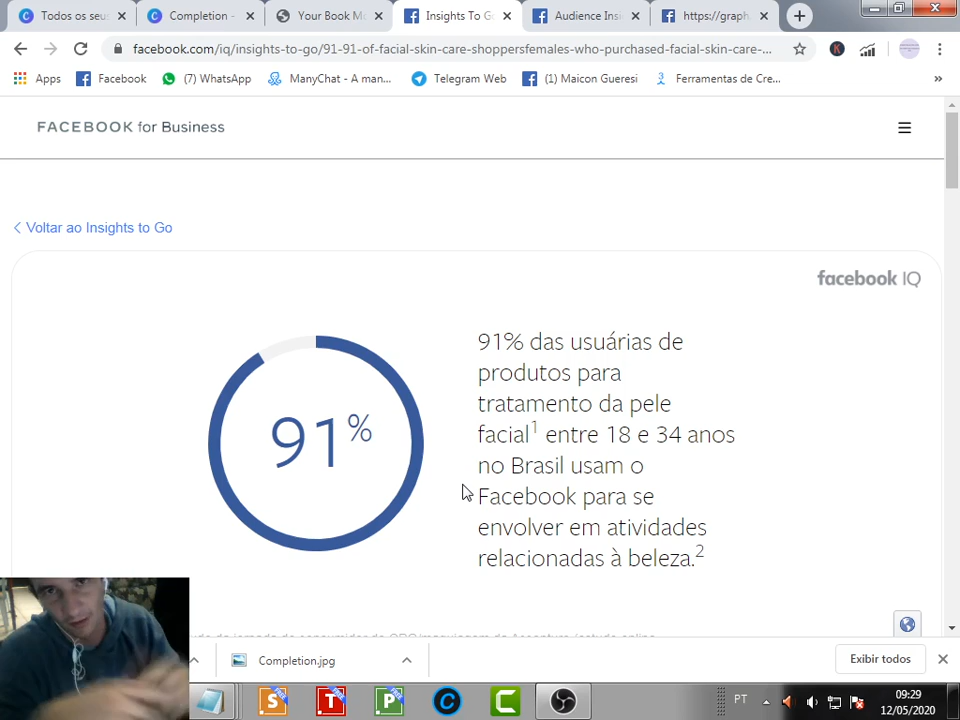 Todos os seus
Completion -
Your Book M
Insights To G
Audience Insi
https://graph
facebook.com/iq/insights-to-go/91-91-of-facial-skin-care-shoppersfemales-who-purchased-facial-skin-care-...
Apps
Facebook
(7) WhatsApp
ManyChat - A man...
Telegram Web
(1) Maicon Gueresi
Ferramentas de Cre...
»
FACEBOOK for Business
Voltar ao Insights to Go
facebook IQ
91%
91% das usuárias de
produtos para
tratamento da pele
facial1 entre 18 e 34 anos
no Brasil usam o
Facebook para se
envolver em atividades
relacionadas à beleza.2
Completion.jpg
Exibir todos
PT
09:29
12/05/2020